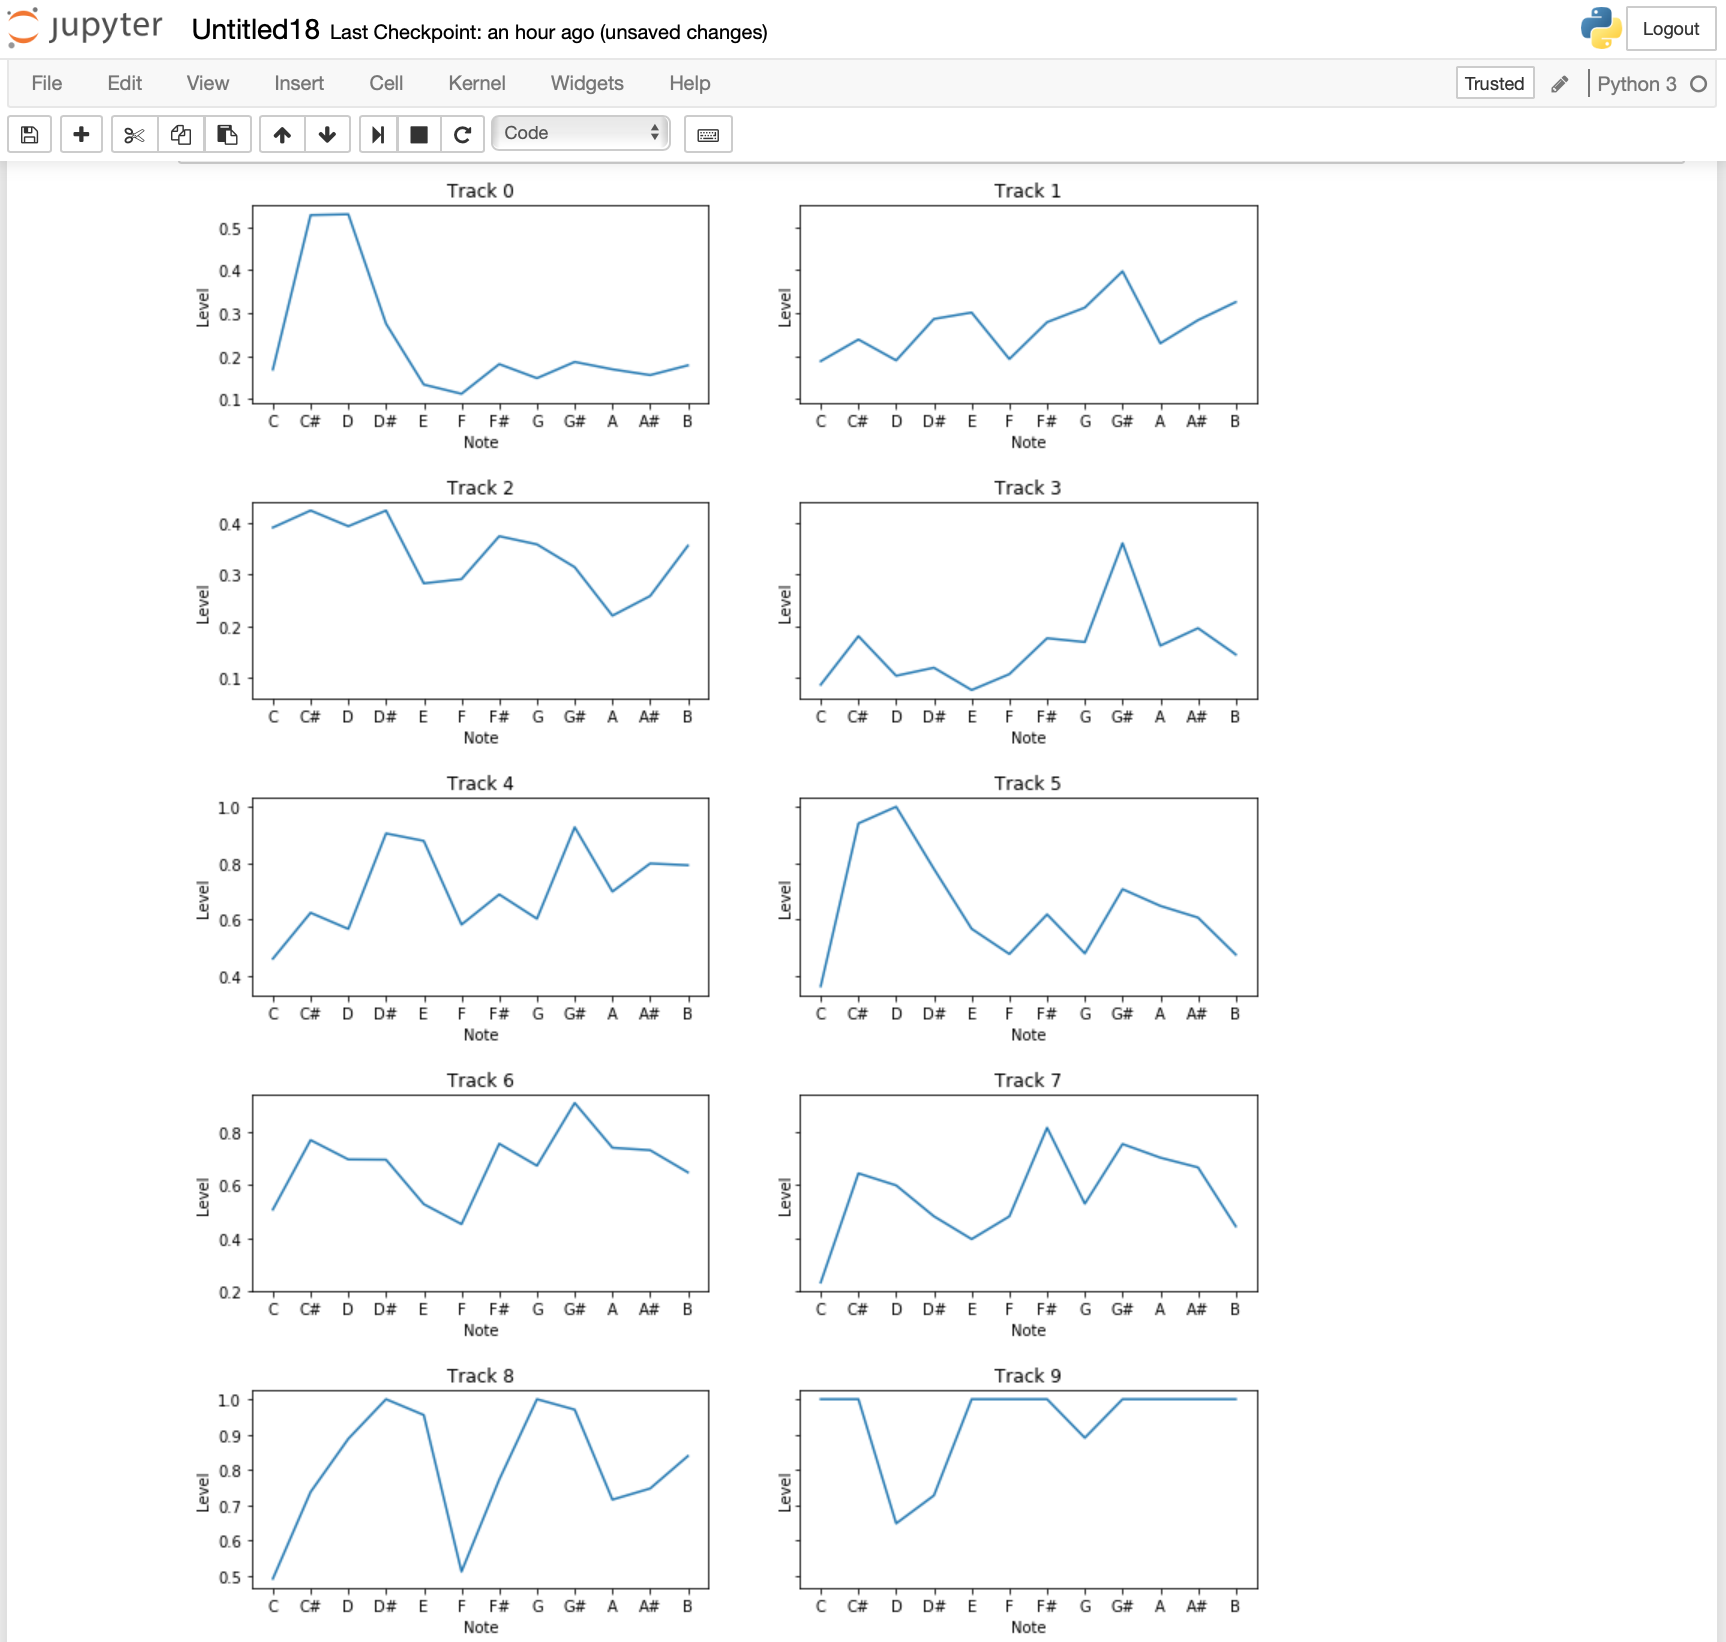 jupyter Untitled18 Last Checkpoint: an hour ago (unsaved changes) Logout
File Edit View Insert Cell Kernel Widgets Help Trusted Python 3
Code
Track 0
0.5
0.4
0.3
0.2
0.1
Level
C C# D D# E F F# G G# A A# B
Note
Track 1
Level
C C# D D# E F F# G G# A A# B
Note
Track 2
0.4
0.3
0.2
0.1
Level
C C# D D# E F F# G G# A A# B
Note
Track 3
Level
C C# D D# E F F# G G# A A# B
Note
Track 4
1.0
0.8
0.6
0.4
Level
C C# D D# E F F# G G# A A# B
Note
Track 5
Level
C C# D D# E F F# G G# A A# B
Note
Track 6
0.8
0.6
0.4
0.2
Level
C C# D D# E F F# G G# A A# B
Note
Track 7
Level
C C# D D# E F F# G G# A A# B
Note
Track 8
1.0
0.9
0.8
0.7
0.6
0.5
Level
C C# D D# E F F# G G# A A# B
Note
Track 9
Level
C C# D D# E F F# G G# A A# B
Note